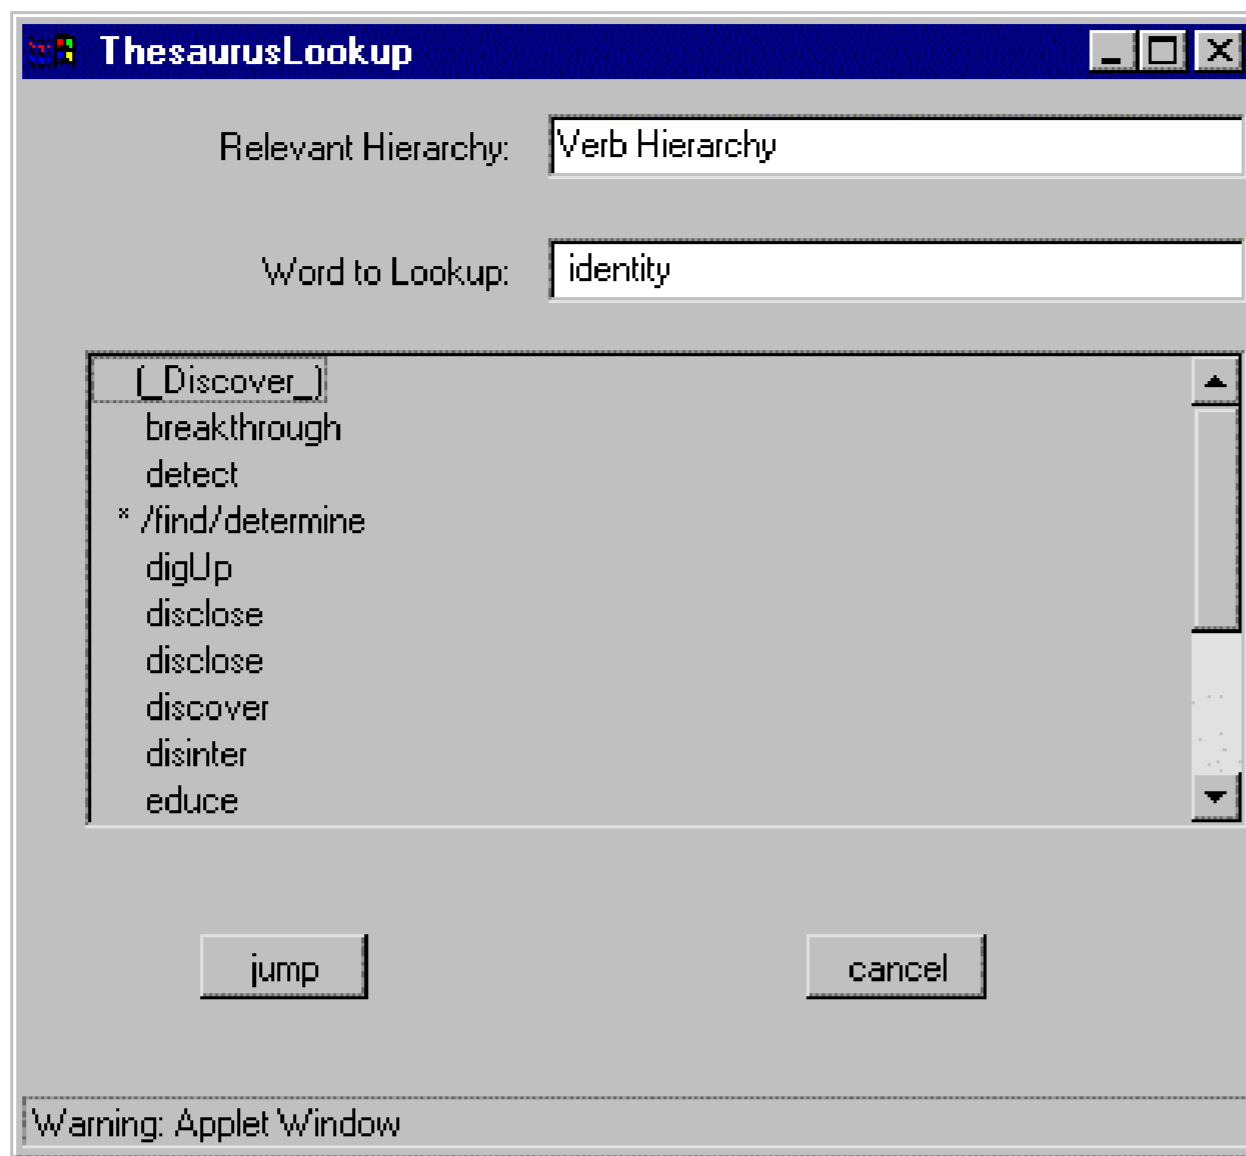 ThesaurusLookup
Relevant Hierarchy: Verb Hierarchy
Word to Lookup: identity
(_Discover_)
breakthrough
detect
* /find/determine
digUp
disclose
disclose
discover
disinter
educe
jump cancel
Warning: Applet Window